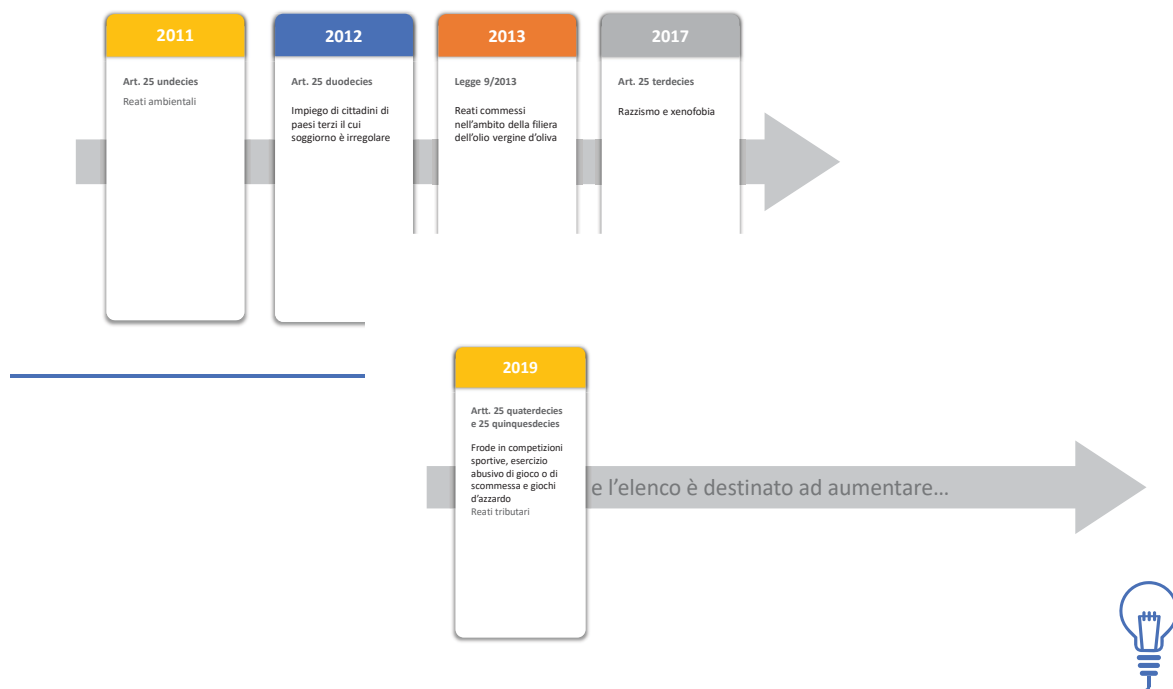 2011
Art. 25 undecies
Reati ambientali
2012
Art. 25 duodecies
Impiego di cittadini di
paesi terzi il cui
soggiorno è irregolare
2013
Legge 9/2013
Reati commessi
nell'ambito della filiera
dell'olio vergine d'oliva
2017
Art. 25 terdecies
Razzismo e xenofobia
2019
Artt. 25 quaterdecies
e 25 quinquesdecies
Frode in competizioni
sportive, esercizio
abusivo di gioco o di
scommessa e giochi
d'azzardo
Reati tributari
e l'elenco è destinato ad aumentare…